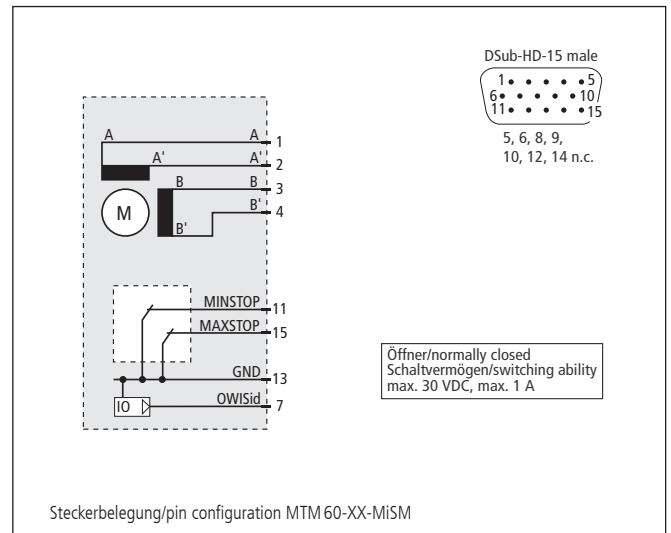 DSub-HD-15 male
1 5
6 10
11 15
5, 6, 8, 9,
10, 12, 14 n.c.
A A 1
A' A' 2
B B 3
B' 4
M
B'
MINSTOP 11
MAXSTOP 15
GND 13
IO OWISid 7
Öffner/normally closed
Schaltvermögen/switching ability
max. 30 VDC, max. 1 A
Steckerbelegung/pin configuration MTM 60-XX-MiSM